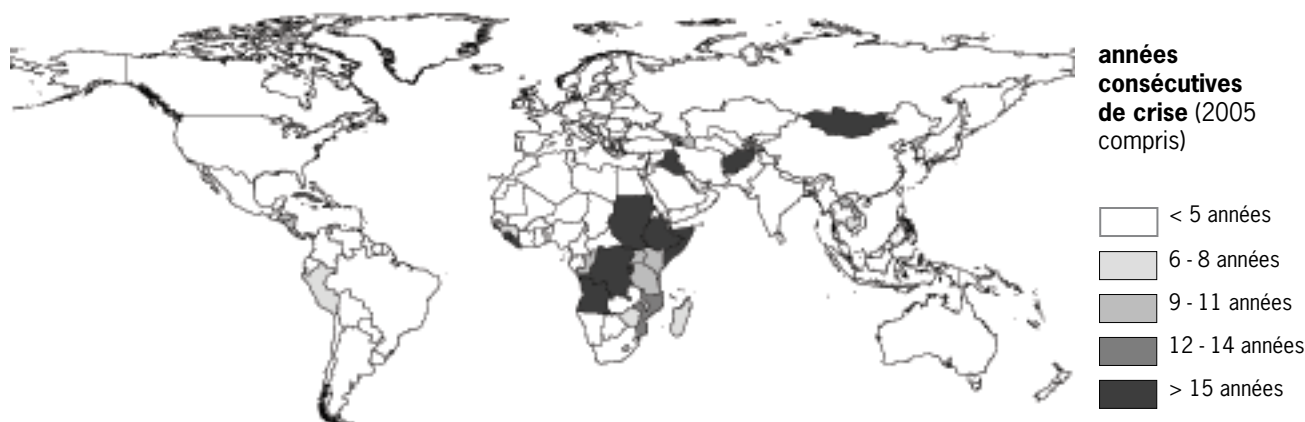 années
consécutives
de crise (2005
compris)
< 5 années
6 - 8 années
9 - 11 années
12 - 14 années
> 15 années